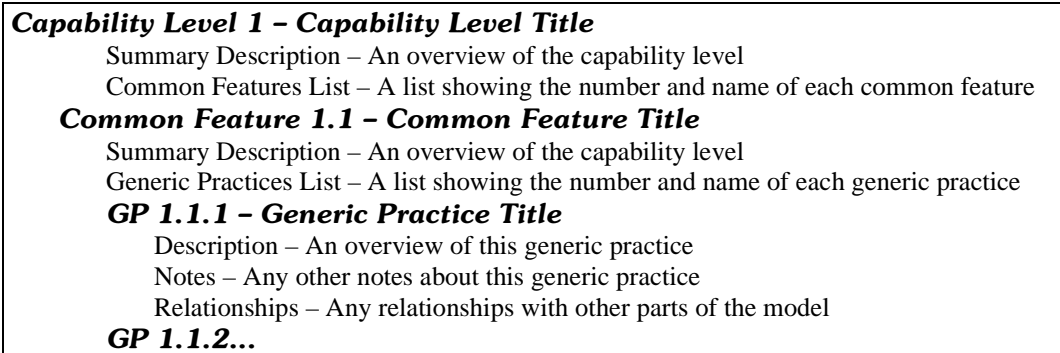 Capability Level 1 – Capability Level Title
Summary Description – An overview of the capability level
Common Features List – A list showing the number and name of each common feature
Common Feature 1.1 – Common Feature Title
Summary Description – An overview of the capability level
Generic Practices List – A list showing the number and name of each generic practice
GP 1.1.1 – Generic Practice Title
Description – An overview of this generic practice
Notes – Any other notes about this generic practice
Relationships – Any relationships with other parts of the model
GP 1.1.2...